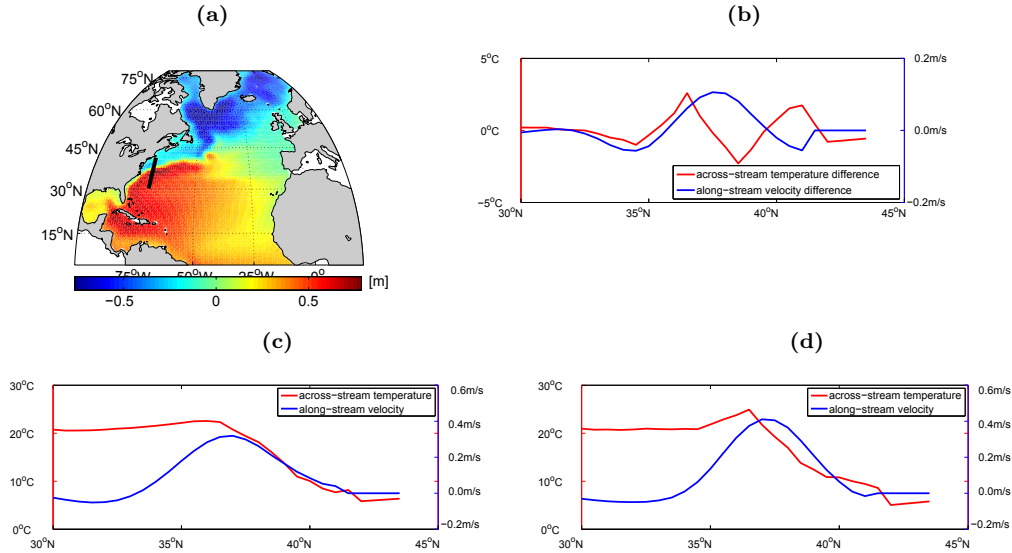 (a)
75°N
60°N
45°N
30°N
15°N
75°W 50°W 25°W 0°
[m]
−0.5 0 0.5
(b)
5°C
0°C
−5°C
0.2m/s
0.0m/s
−0.2m/s
across-stream temperature difference
along-stream velocity difference
30°N 35°N 40°N 45°N
(c)
30°C
20°C
10°C
0°C
0.6m/s
0.4m/s
0.2m/s
0.0m/s
−0.2m/s
across-stream temperature
along-stream velocity
30°N 35°N 40°N 45°N
(d)
30°C
20°C
10°C
0°C
0.6m/s
0.4m/s
0.2m/s
0.0m/s
−0.2m/s
across-stream temperature
along-stream velocity
30°N 35°N 40°N 45°N